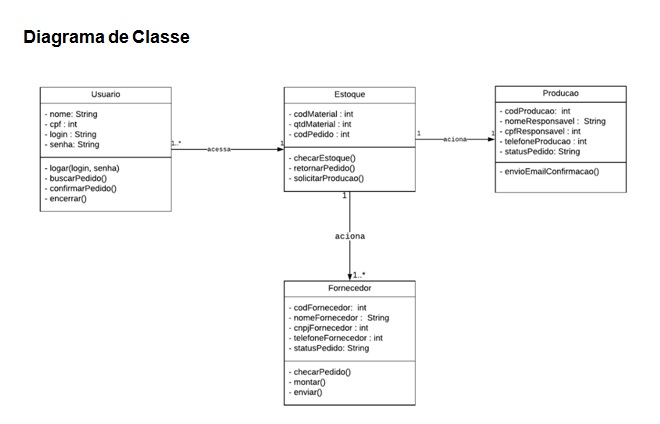 Diagrama de Classe
Usuario
- nome: String
- cpf : int
- login : String
- senha: String
- logar(login, senha)
- buscarPedido()
- confirmarPedido()
- encerrar()
1..*
acessa
1
Estoque
- codMaterial : int
- qtdMaterial : int
- codPedido : int
- checarEstoque()
- retornarPedido()
- solicitarProducao()
1
aciona
1
Producao
- codProducao: int
- nomeResponsavel : String
- cpfResponsavel : int
- telefoneProducao : int
- statusPedido: String
- envioEmailConfirmacao()
1
aciona
1..*
Fornecedor
- codFornecedor: int
- nomeFornecedor : String
- cnpjFornecedor : int
- telefoneFornecedor : int
- statusPedido: String
- checarPedido()
- montar()
- enviar()